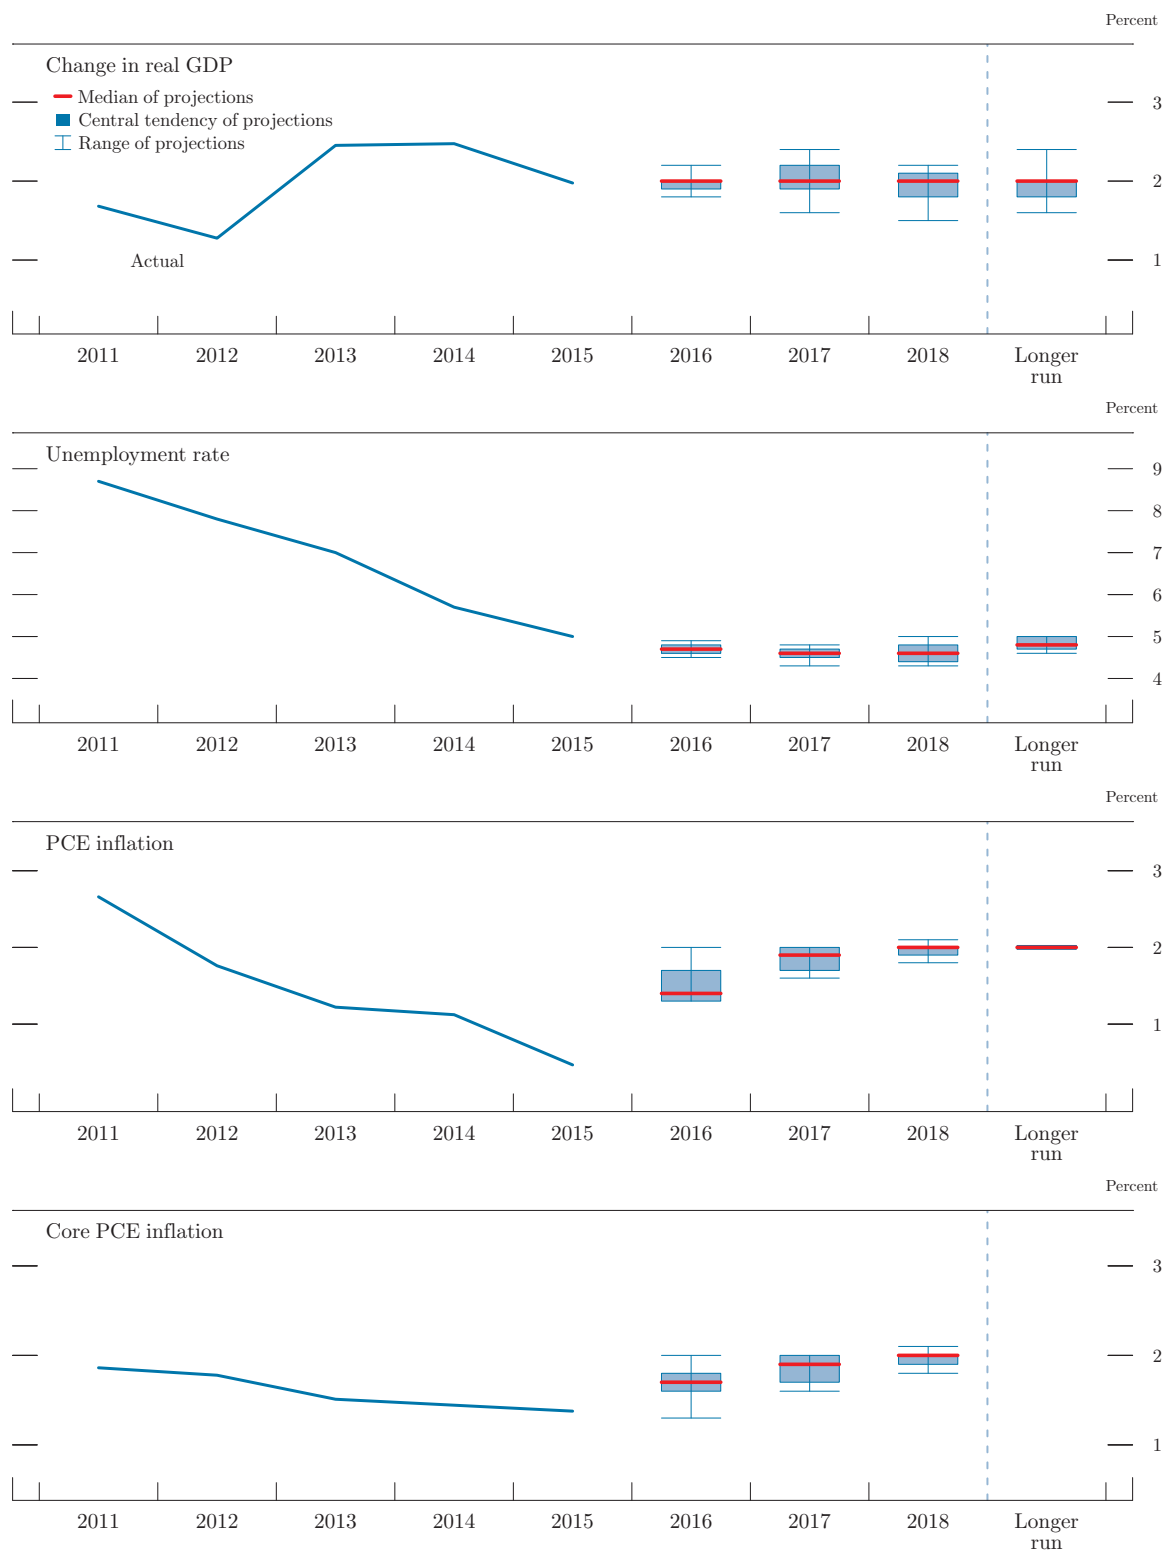 Percent
Change in real GDP
Median of projections
Central tendency of projections
Range of projections
Actual
3
2
1
2011 2012 2013 2014 2015 2016 2017 2018 Longer
run
Percent
Unemployment rate
9
8
7
6
5
4
2011 2012 2013 2014 2015 2016 2017 2018 Longer
run
Percent
PCE inflation
3
2
1
2011 2012 2013 2014 2015 2016 2017 2018 Longer
run
Percent
Core PCE inflation
3
2
1
2011 2012 2013 2014 2015 2016 2017 2018 Longer
run